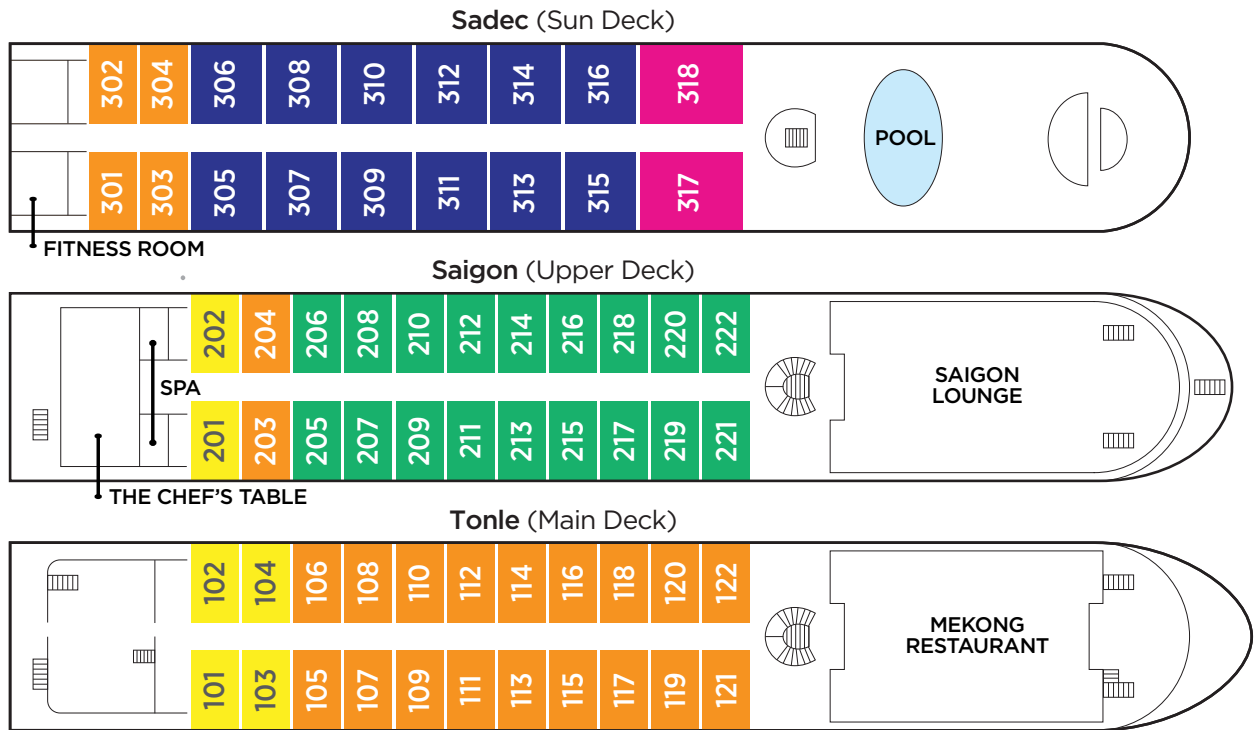 Sadec (Sun Deck)
302 304 306 308 310 312 314 316 318
POOL
301 303 305 307 309 311 313 315 317
FITNESS ROOM
Saigon (Upper Deck)
202 204 206 208 210 212 214 216 218 220 222
SPA
SAIGON
LOUNGE
201 203 205 207 209 211 213 215 217 219 221
THE CHEF'S TABLE
Tonle (Main Deck)
102 104 106 108 110 112 114 116 118 120 122
MEKONG
RESTAURANT
101 103 105 107 109 111 113 115 117 119 121